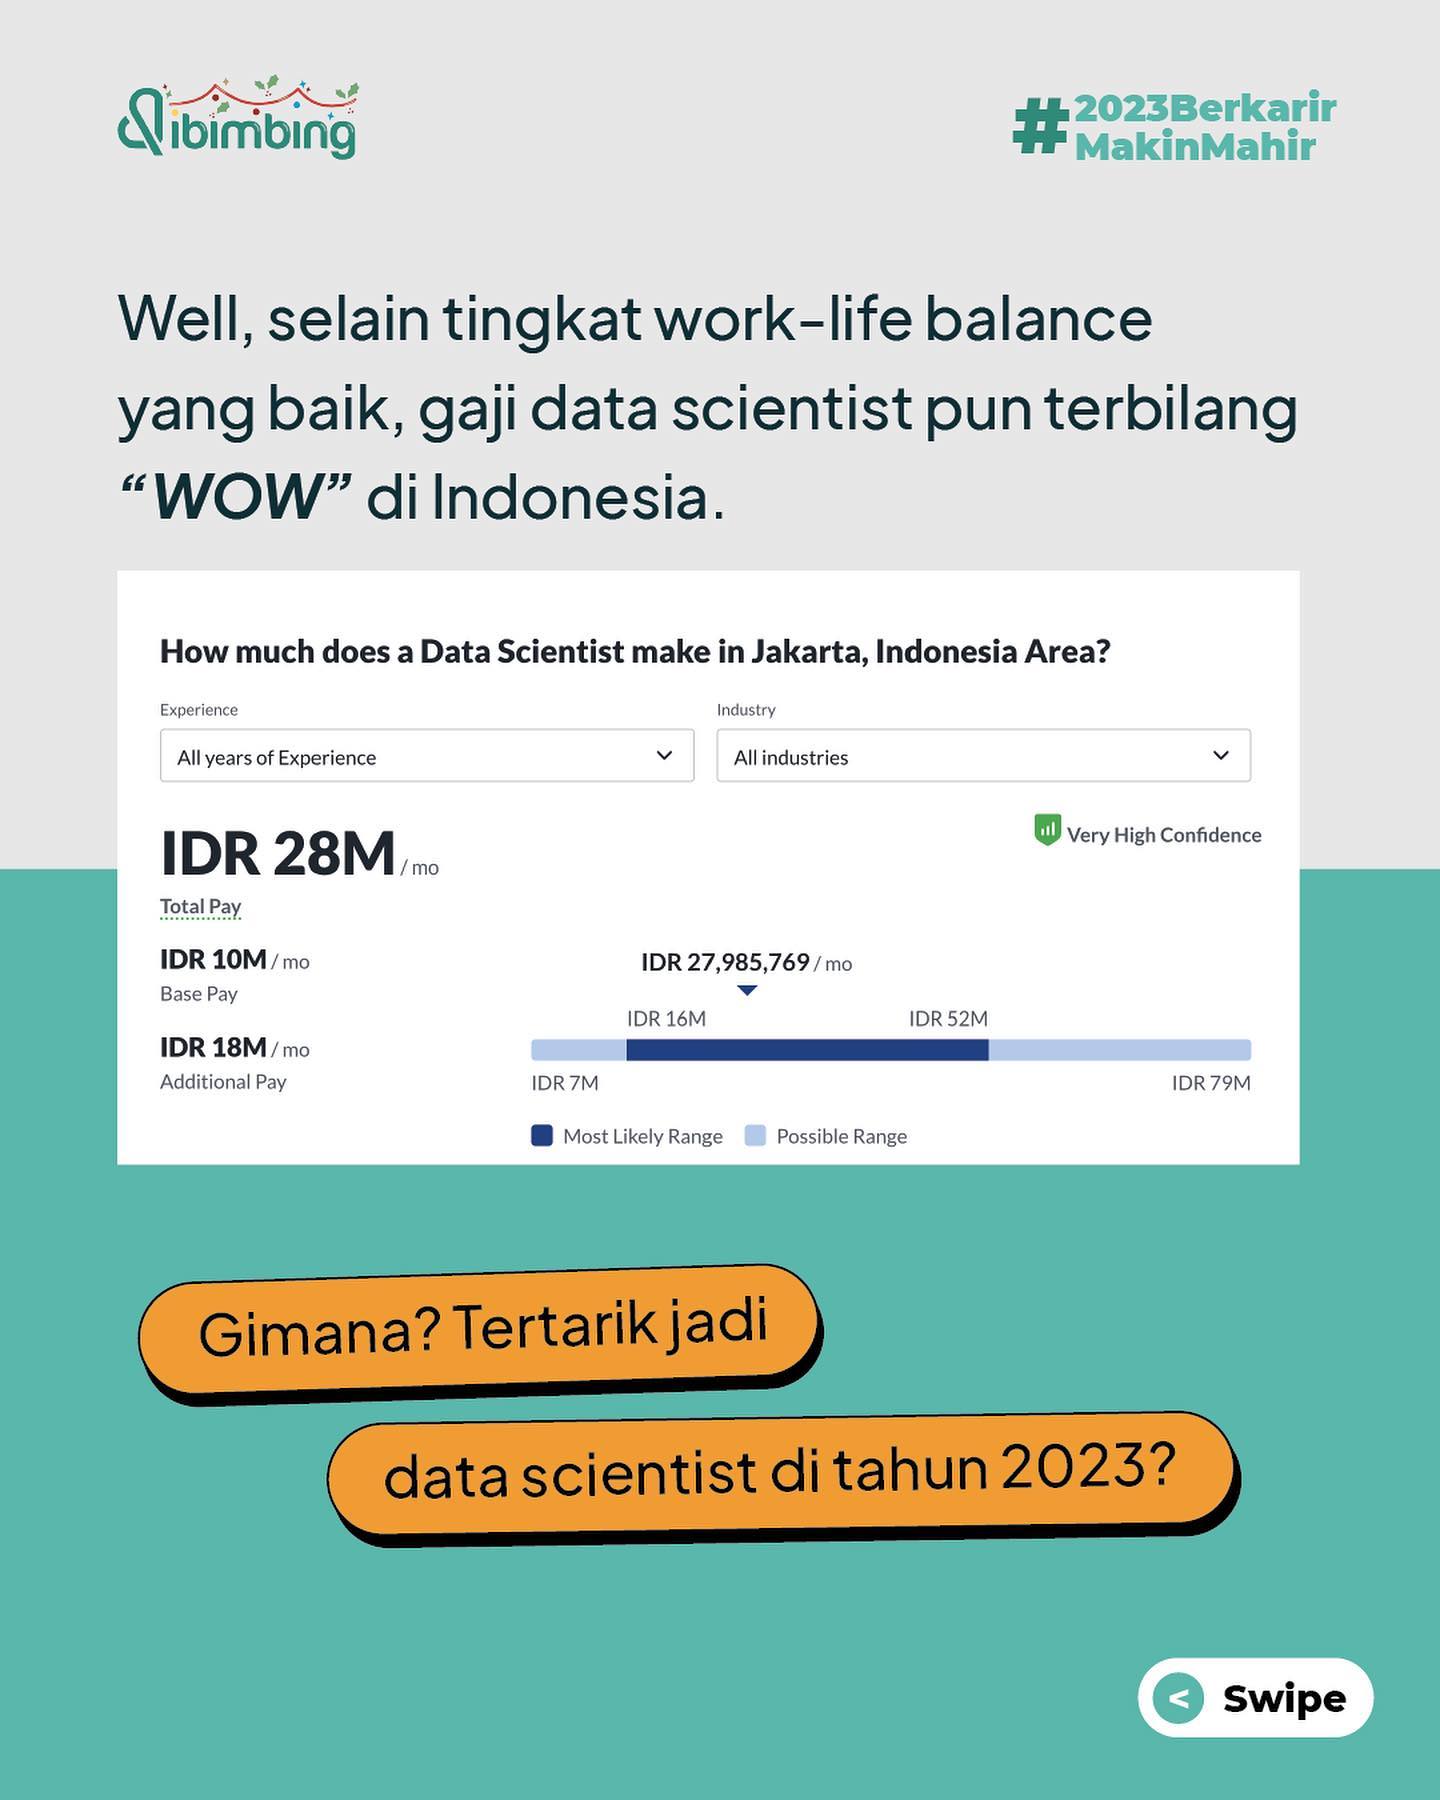 dibimbing
#2023Berkarir
MakinMahir
Well, selain tingkat work-life balance
yang baik, gaji data scientist pun terbilang
“WOW” di Indonesia.
How much does a Data Scientist make in Jakarta, Indonesia Area?
Experience
Industry
All years of Experience
All industries
IDR 28M / mo
Very High Confidence
Total Pay
IDR 10M / mo
Base Pay
IDR 18M / mo
Additional Pay
IDR 27,985,769 / mo
IDR 16M
IDR 52M
IDR 7M
IDR 79M
Most Likely Range
Possible Range
Gimana? Tertarik jadi
data scientist di tahun 2023?
< Swipe